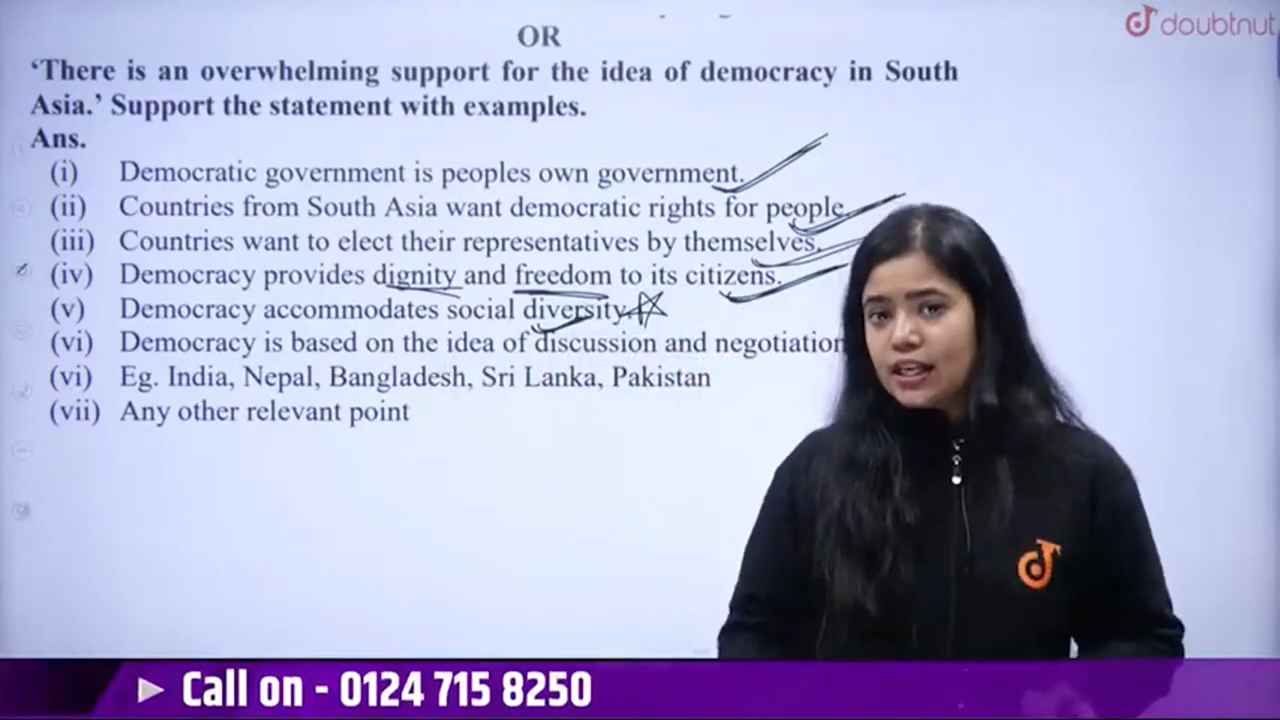 doubtnut
OR
‘There is an overwhelming support for the idea of democracy in South
Asia.’ Support the statement with examples.
Ans.
(i) Democratic government is peoples own government.
(ii) Countries from South Asia want democratic rights for people
(iii) Countries want to elect their representatives by themselves.
(iv) Democracy provides dignity and freedom to its citizens.
(v) Democracy accommodates social diversity
(vi) Democracy is based on the idea of discussion and negotiation
(vi) Eg. India, Nepal, Bangladesh, Sri Lanka, Pakistan
(vii) Any other relevant point
Call on - 0124 715 8250